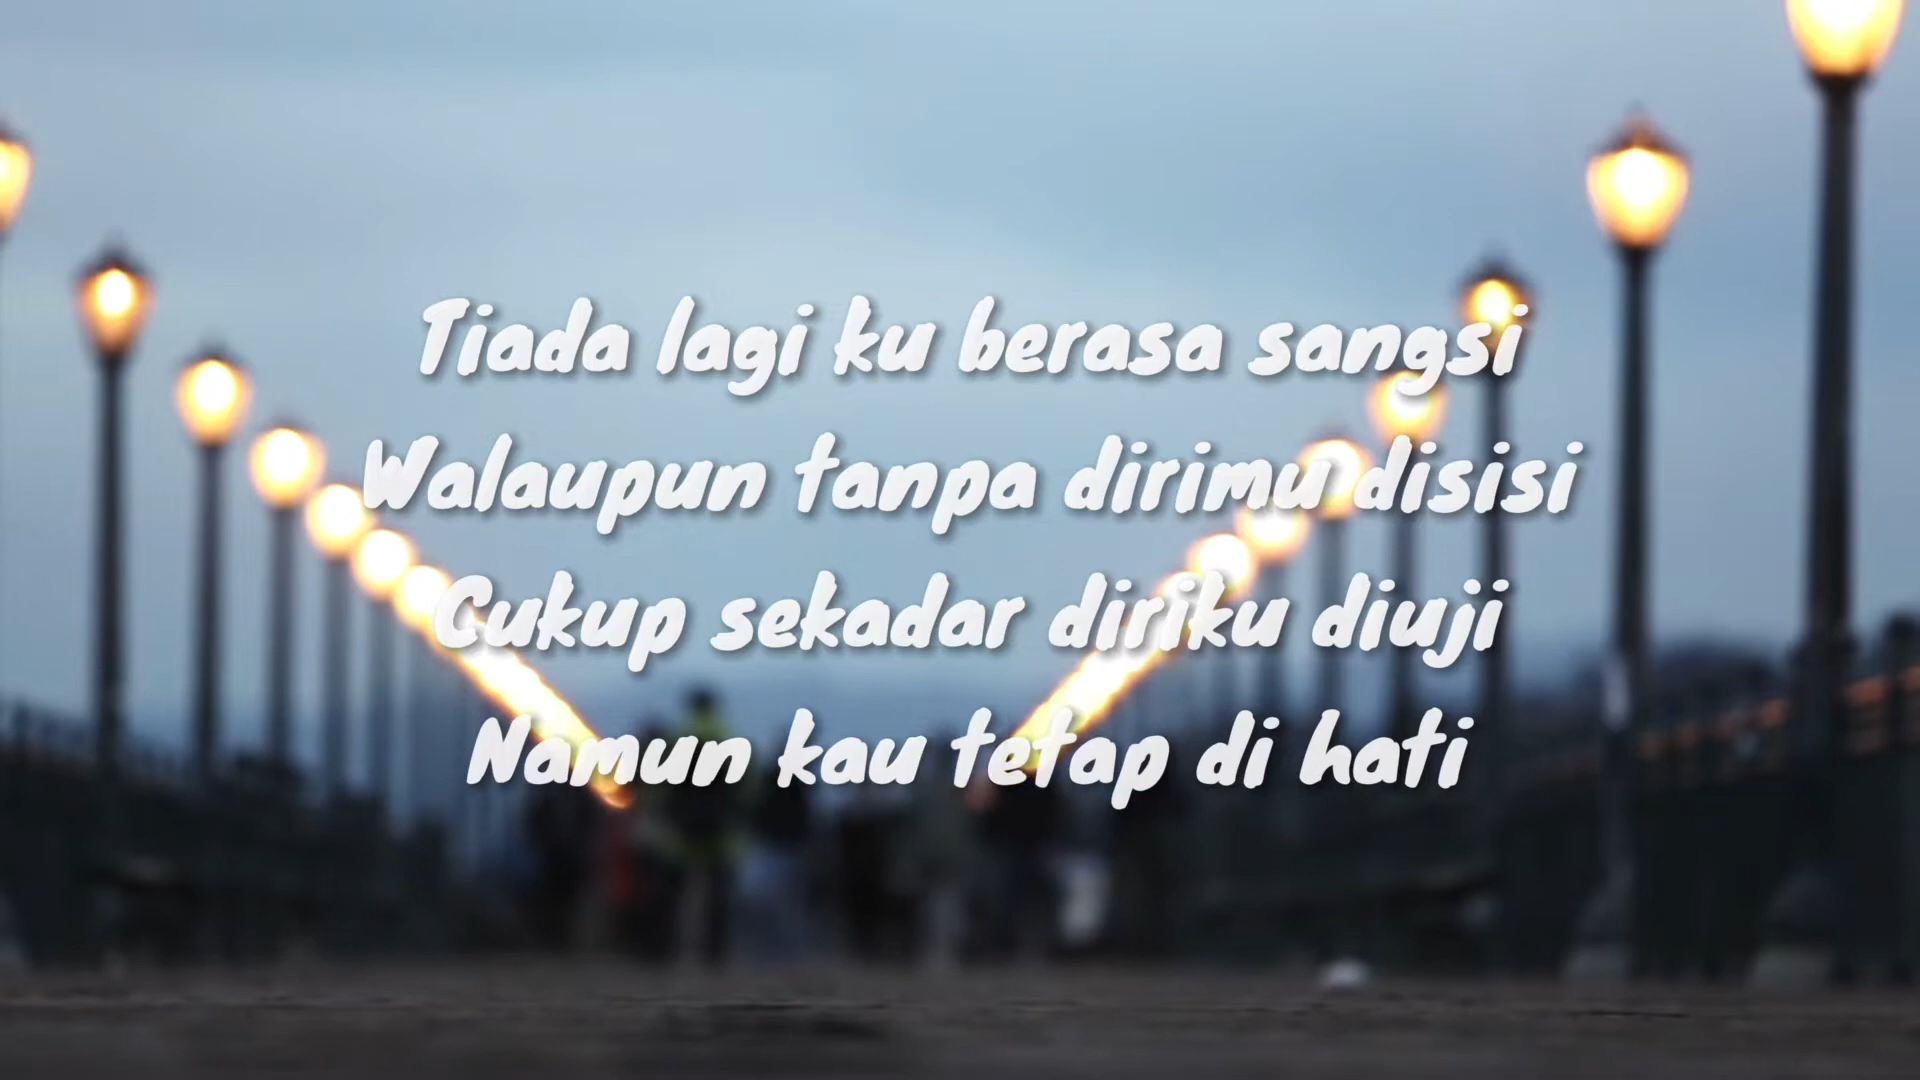 Tiada lagi ku berasa sangsi
Walaupun tanpa dirimu disisi
Cukup sekadar diriku diuji
Namun kau tetap di hati